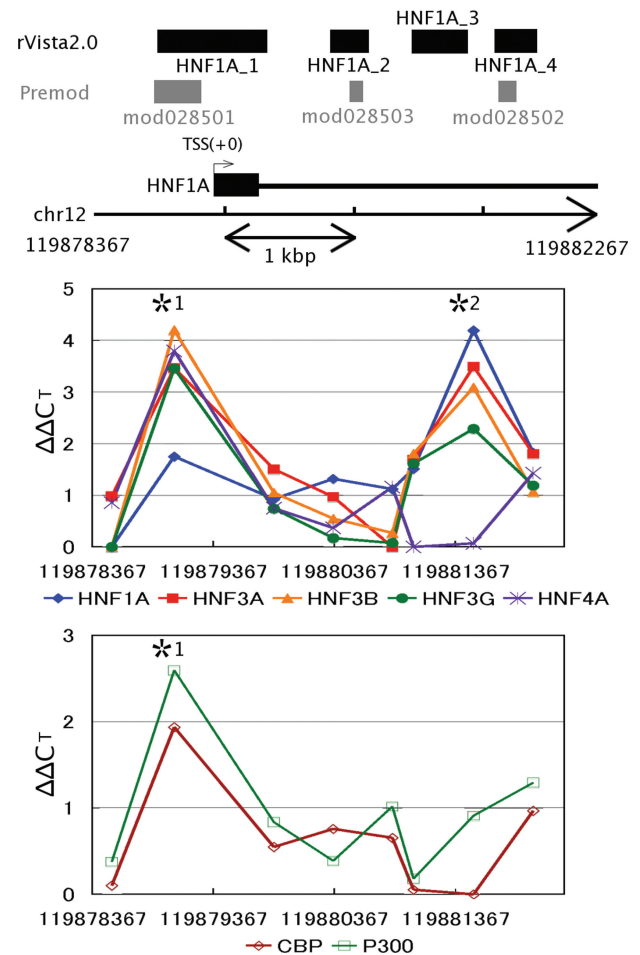 HNF1A_3
rVista2.0
HNF1A_1 HNF1A_2 HNF1A_4
Premod
mod028501 mod028503 mod028502
TSS(+0)
HNF1A
chr12
119878367 1 kbp 119882267
5
4
3
2
1
0
ΔΔCT
*1 *2
119878367 119879367 119880367 119881367
HNF1A HNF3A HNF3B HNF3G HNF4A
3
2
1
0
ΔΔCT
*1
119878367 119879367 119880367 119881367
CBP P300